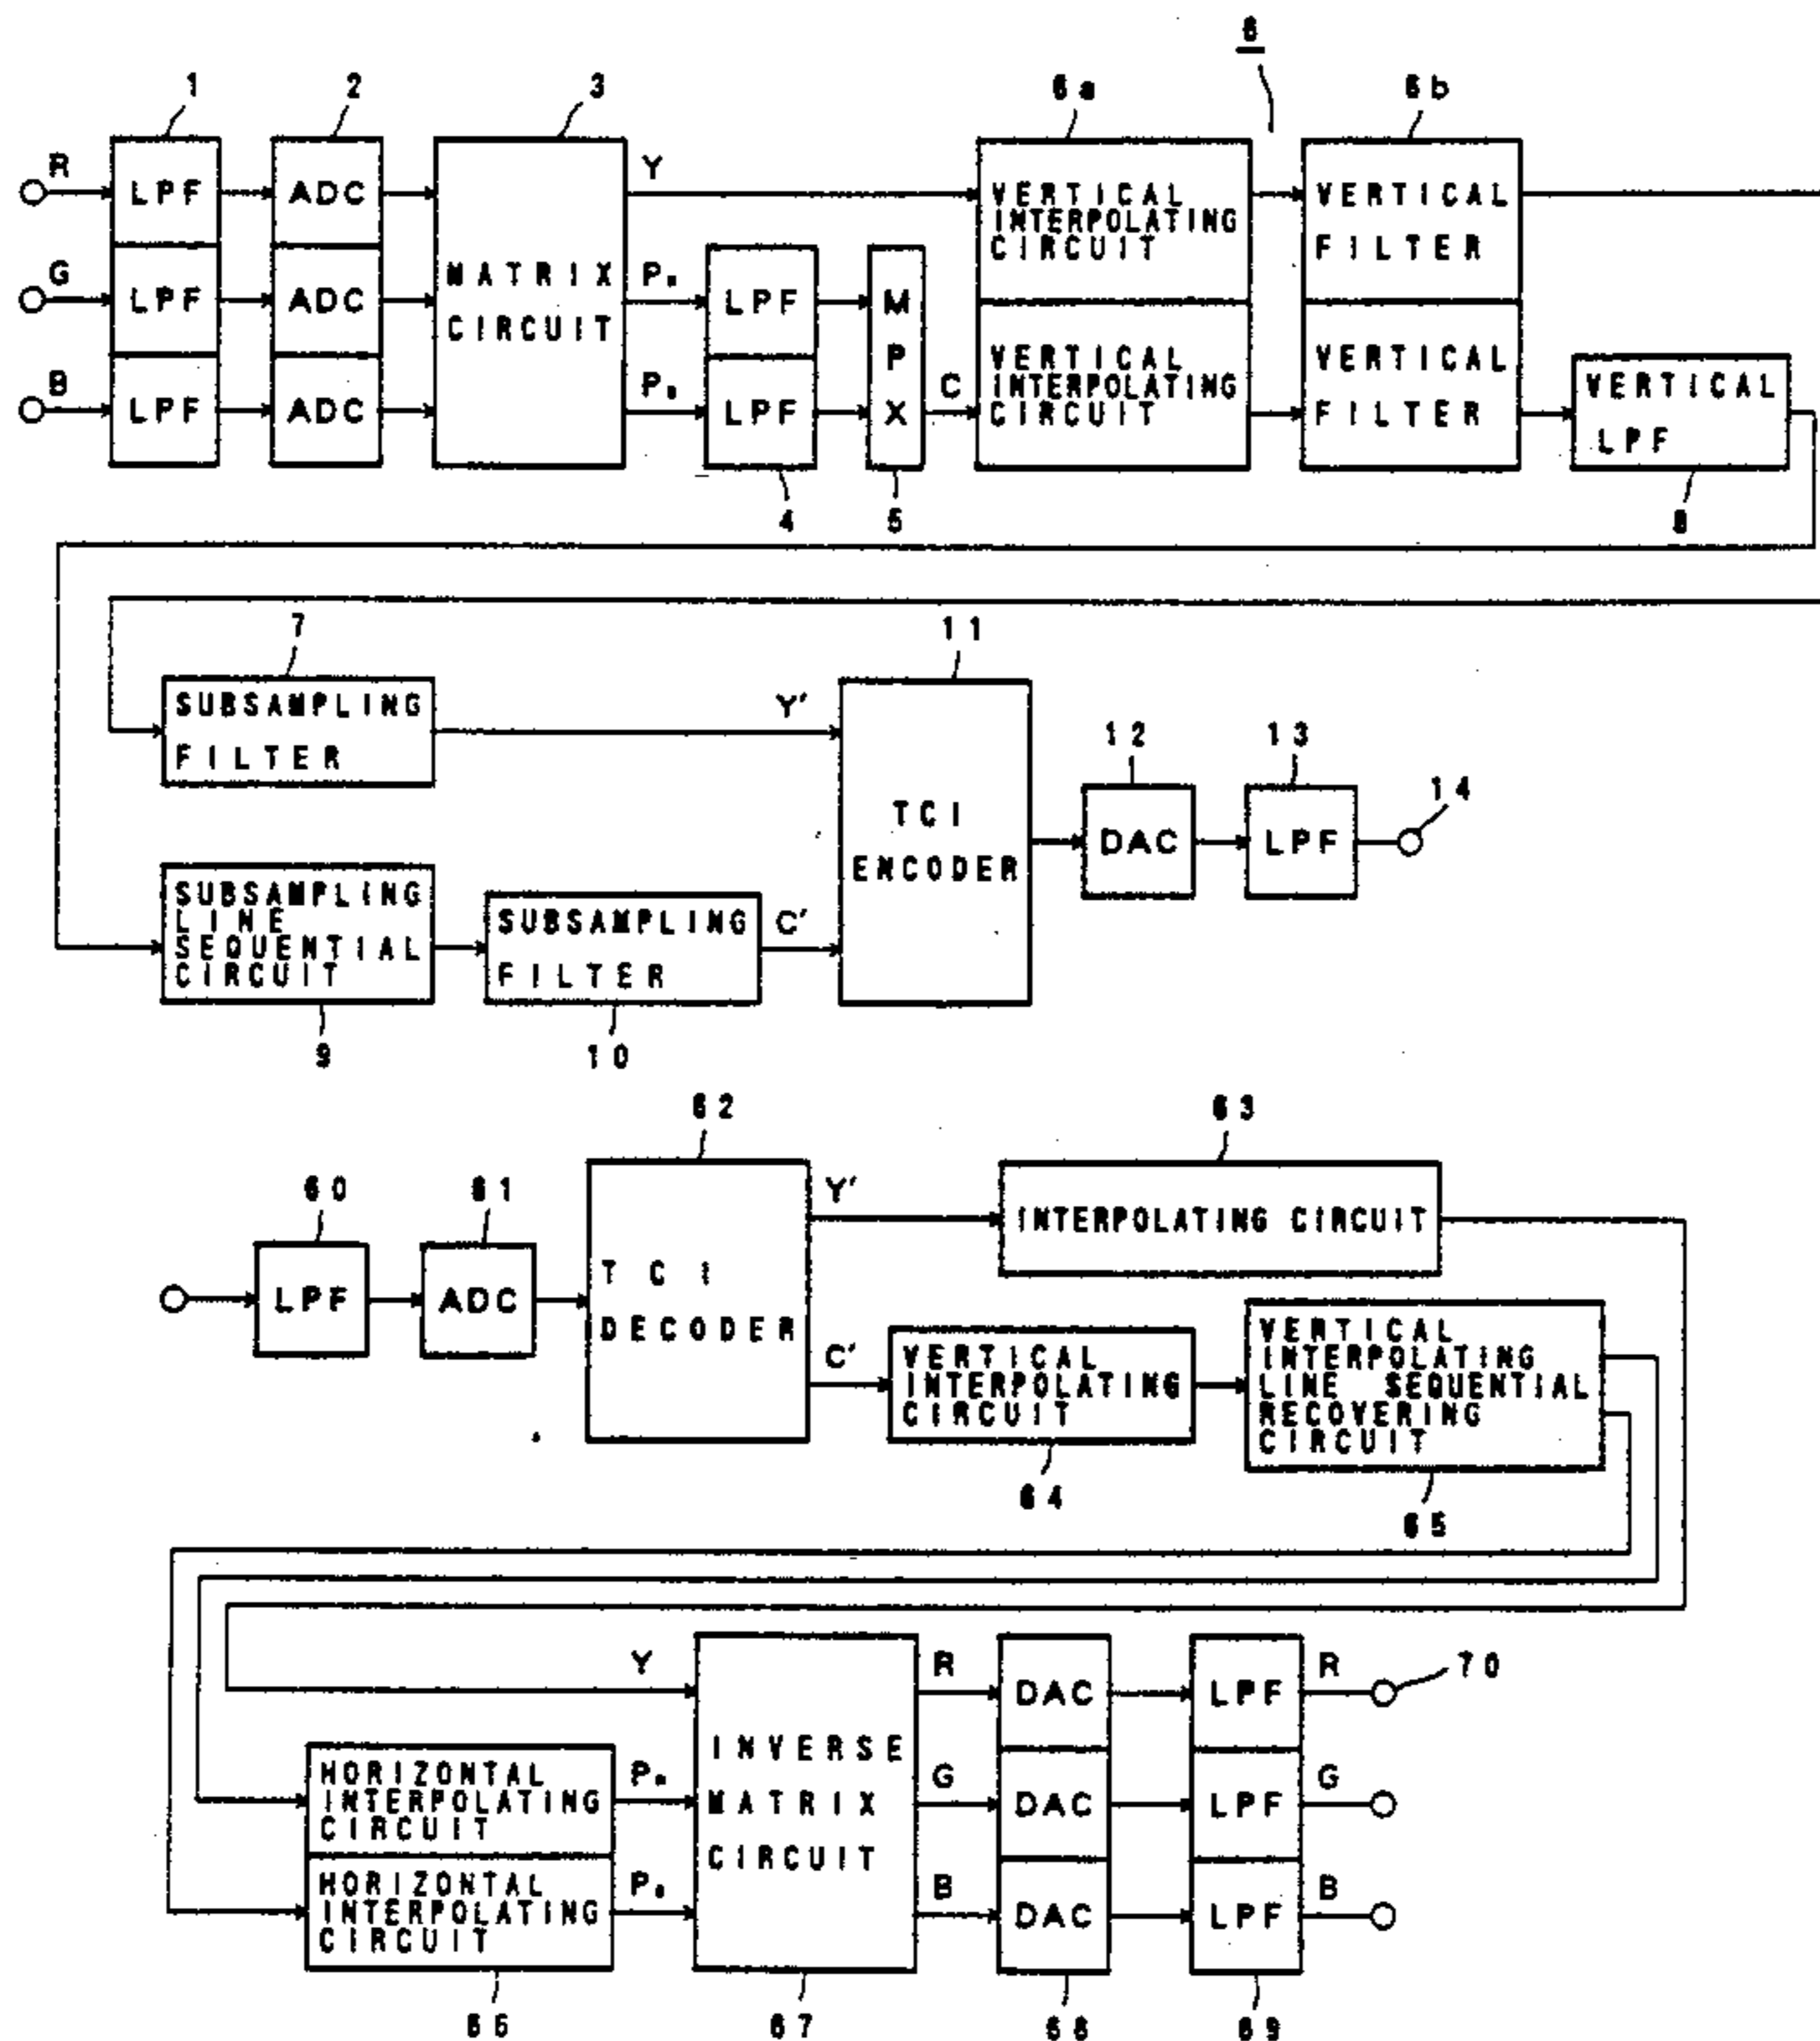 6
1
2
3
6a
6b
R
LPF
ADC
Y
VERTICAL
INTERPOLATING
CIRCUIT
VERTICAL
FILTER
G
LPF
ADC
MATRIX
CIRCUIT
LPF
MPX
B
LPF
ADC
LPF
C
VERTICAL
INTERPOLATING
CIRCUIT
VERTICAL
FILTER
VERTICAL
LPF
4
5
8
7
11
SUBSAMPLING
FILTER
Y'
12
13
14
TCI
ENCODER
DAC
LPF
SUBSAMPLING
LINE
SEQUENTIAL
CIRCUIT
SUBSAMPLING
FILTER
C'
9
10
62
63
60
61
Y'
INTERPOLATING CIRCUIT
LPF
ADC
TCI
DECODER
C'
VERTICAL
INTERPOLATING
CIRCUIT
VERTICAL
INTERPOLATING
LINE SEQUENTIAL
RECOVERING
CIRCUIT
64
65
Y
R
DAC
LPF
R
70
HORIZONTAL
INTERPOLATING
CIRCUIT
INVERSE
MATRIX
CIRCUIT
G
DAC
LPF
G
HORIZONTAL
INTERPOLATING
CIRCUIT
B
DAC
LPF
B
66
67
68
69